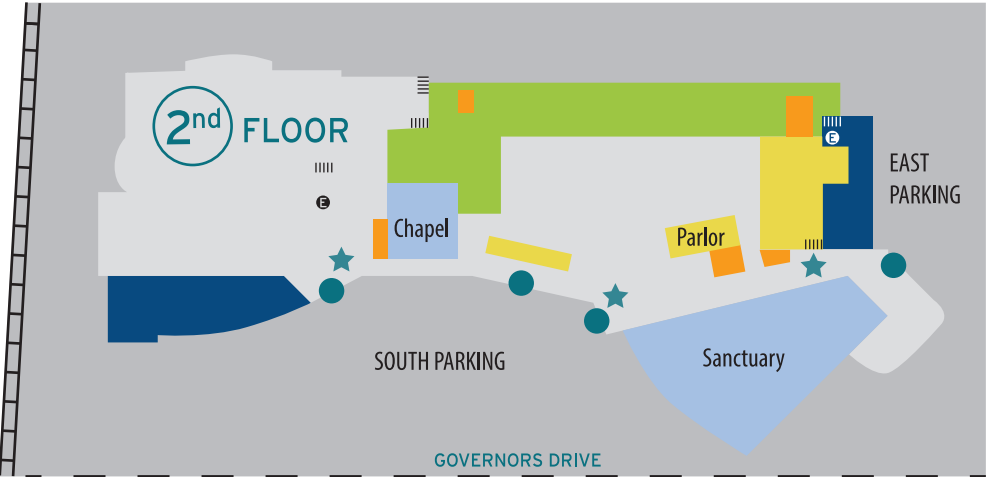 2nd FLOOR
E
EAST
PARKING
E
Chapel
Parlor
SOUTH PARKING
Sanctuary
GOVERNORS DRIVE